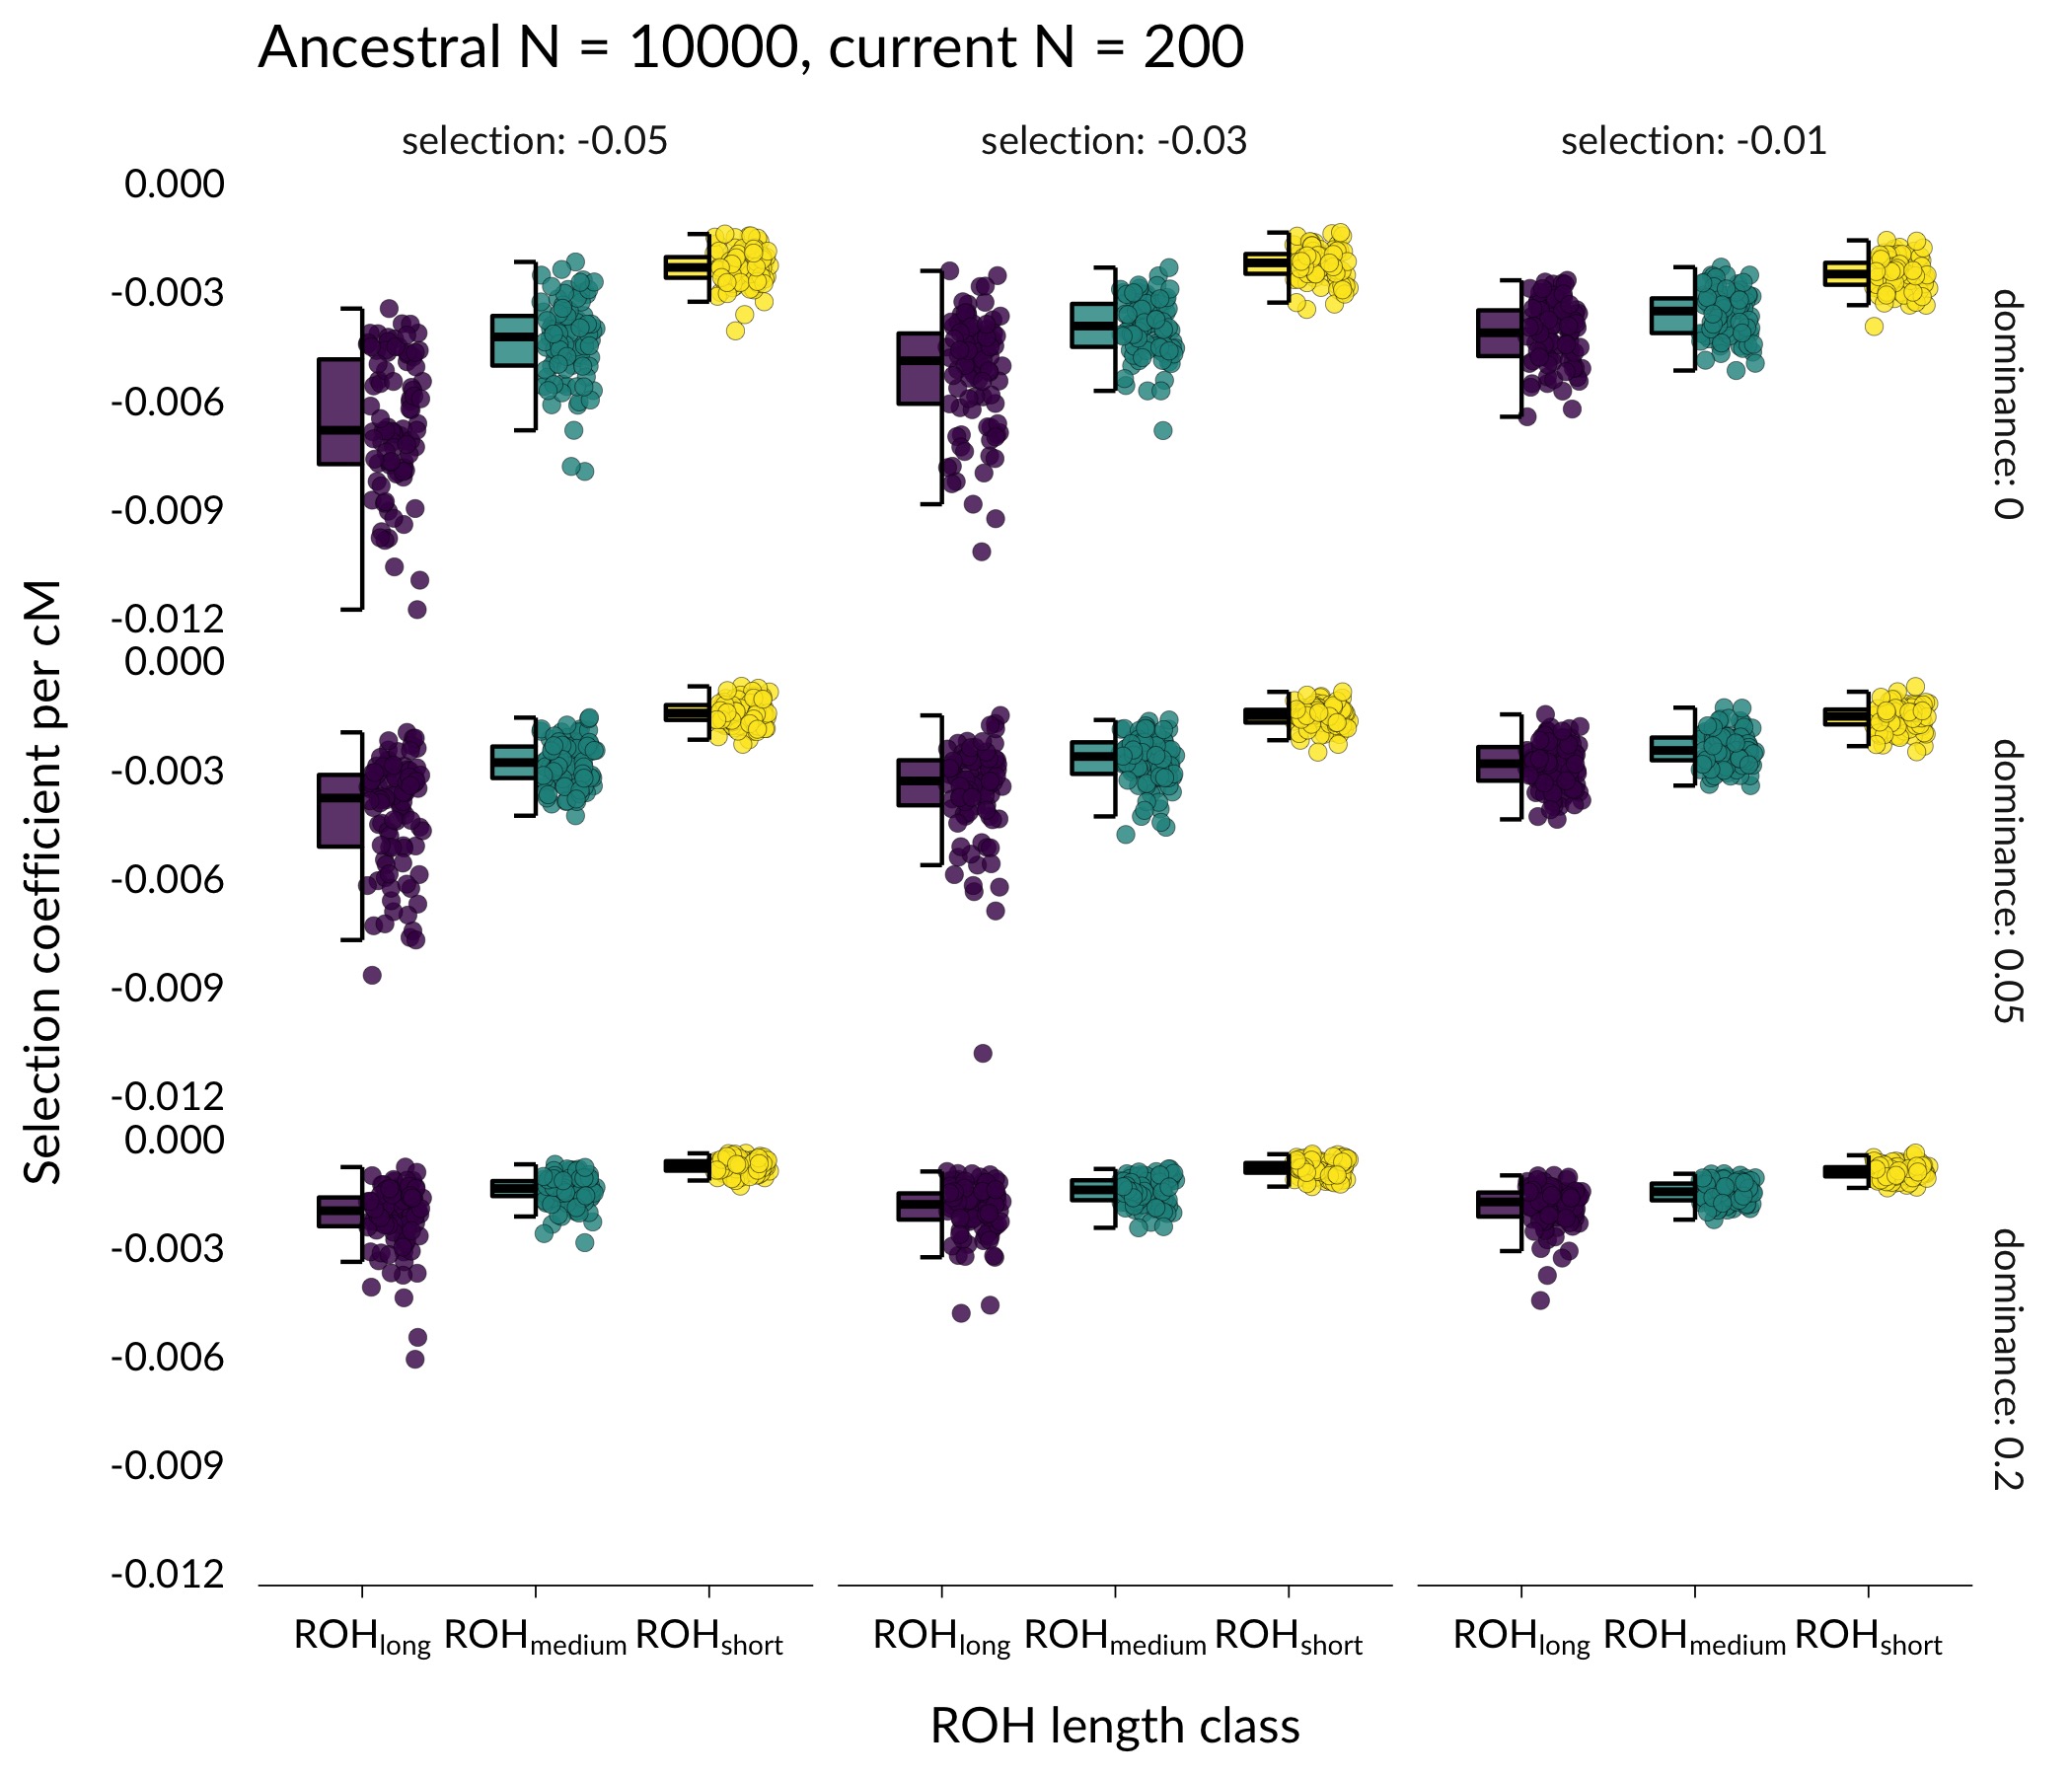 Ancestral N = 10000, current N = 200
selection: -0.05
selection: -0.03
selection: -0.01
0.000
-0.003
-0.006
-0.009
-0.012
dominance: 0
0.000
-0.003
-0.006
-0.009
-0.012
dominance: 0.05
0.000
-0.003
-0.006
-0.009
-0.012
dominance: 0.2
Selection coefficient per cM
ROHlong ROHmedium ROHshort
ROHlong ROHmedium ROHshort
ROHlong ROHmedium ROHshort
ROH length class